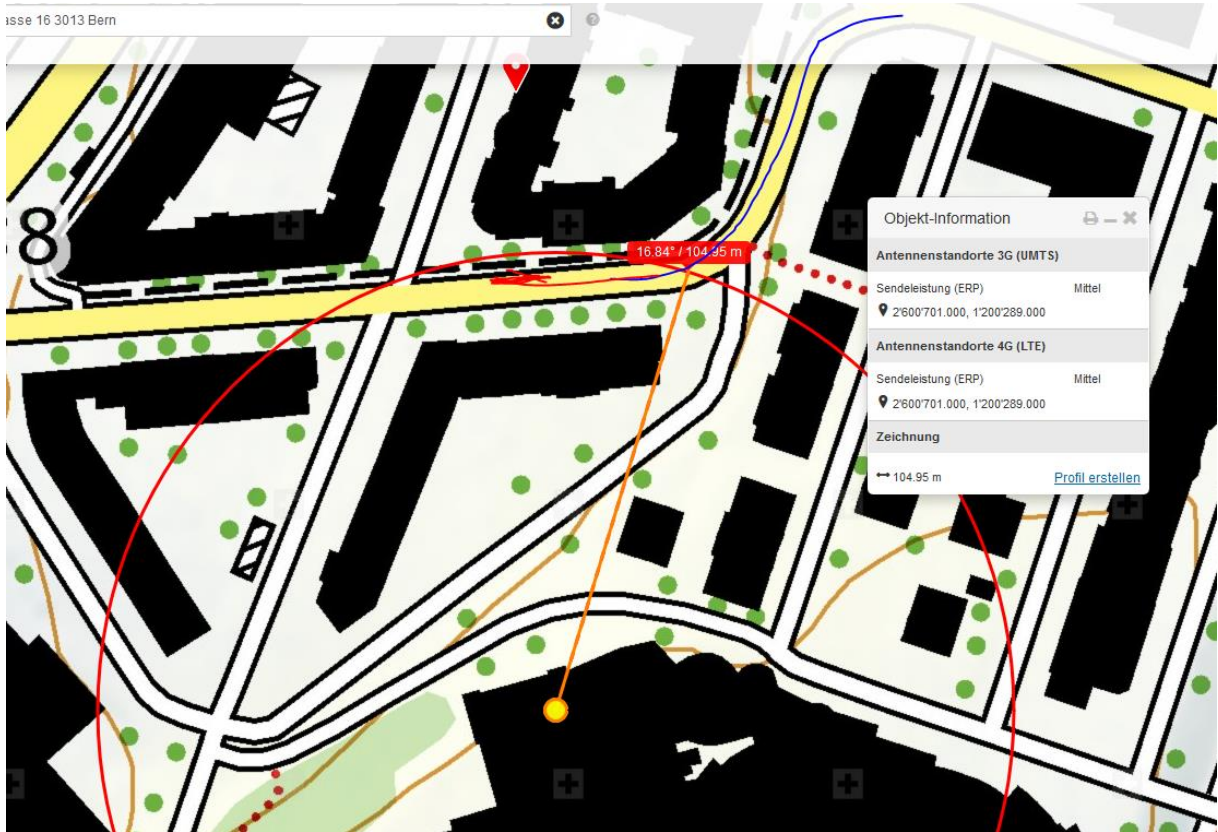 asse 16 3013 Bern
8
16.84° / 104.95 m
Objekt-Information
Antennenstandorte 3G (UMTS)
Sendeleistung (ERP) Mittel
2'600'701.000, 1'200'289.000
Antennenstandorte 4G (LTE)
Sendeleistung (ERP) Mittel
2'600'701.000, 1'200'289.000
Zeichnung
104.95 m Profil erstellen